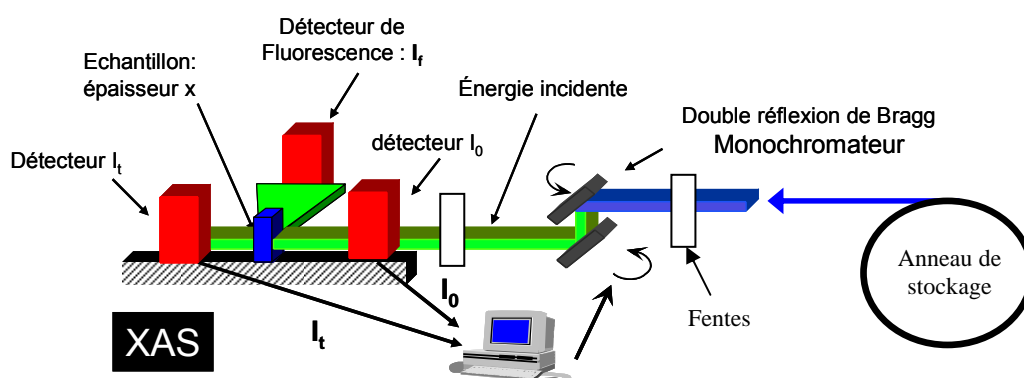 Détecteur de
Fluorescence : If
Echantillon:
épaisseur x
Énergie incidente
Double réflexion de Bragg
Monochromateur
détecteur I0
Détecteur It
Anneau de
stockage
I0
Fentes
It
XAS